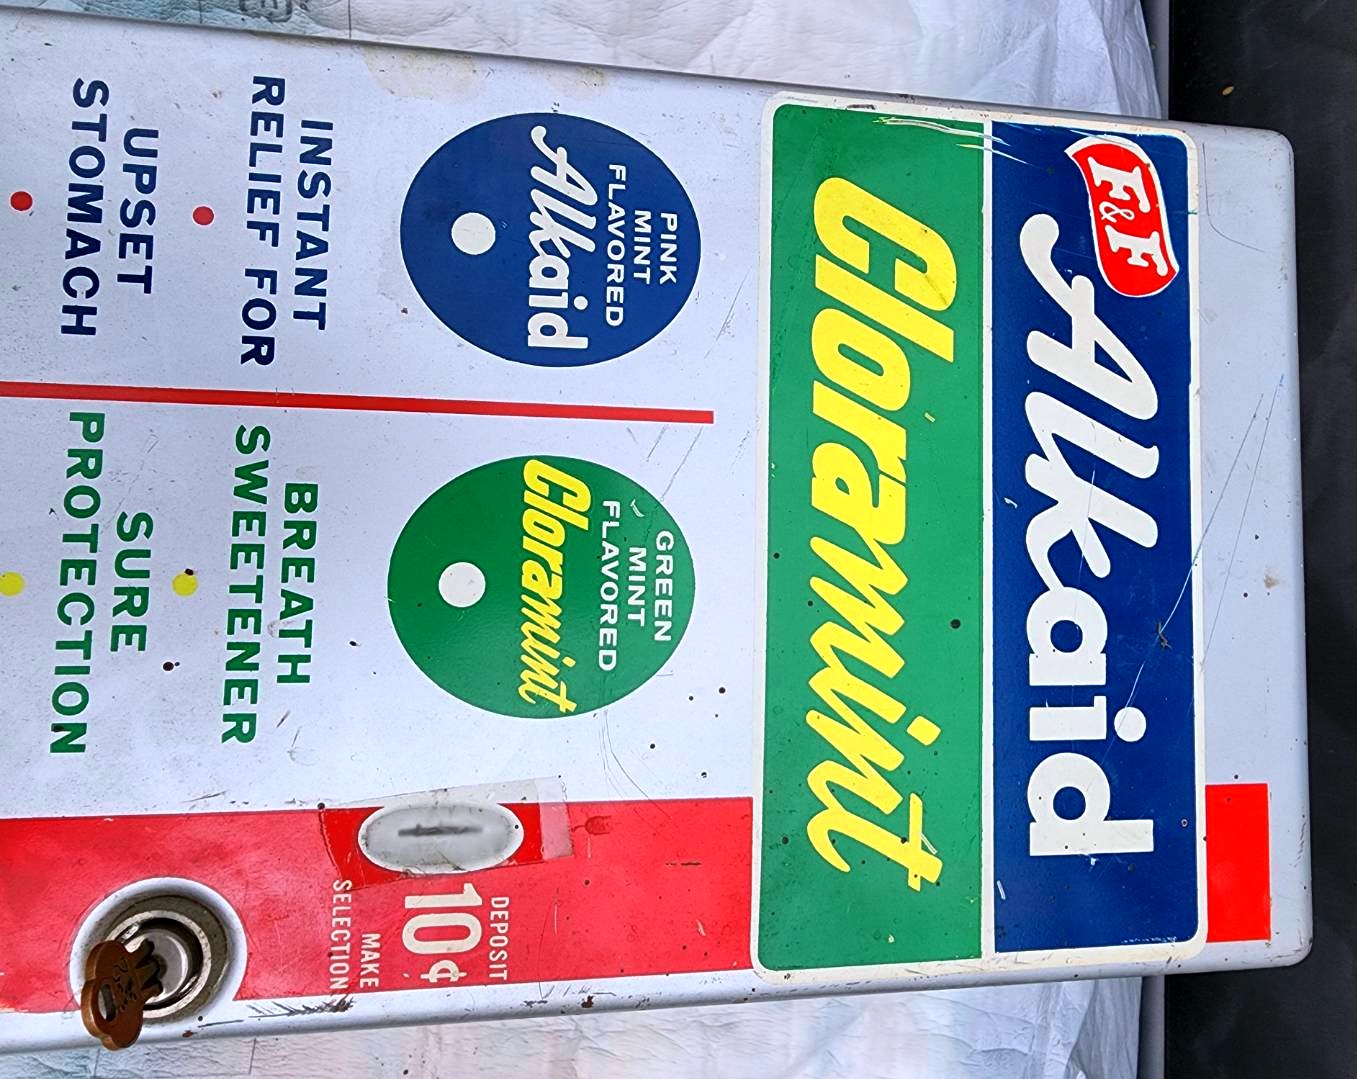 F&F
Alkaid
Cloramint
PINK
MINT
FLAVORED
Alkaid
INSTANT
RELIEF FOR
UPSET
STOMACH
GREEN
MINT
FLAVORED
Cloramint
BREATH
SWEETENER
SURE
PROTECTION
DEPOSIT
10¢
MAKE
SELECTION